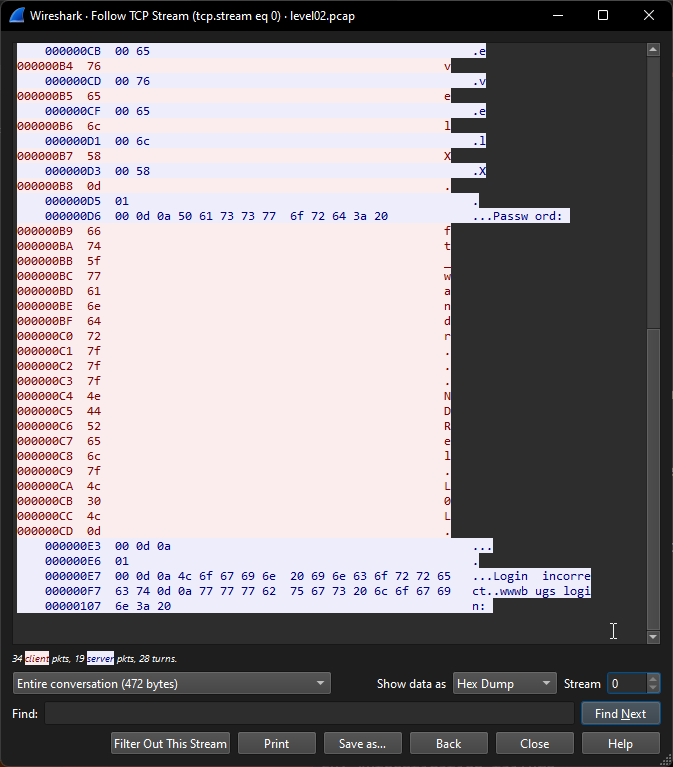 Wireshark · Follow TCP Stream (tcp.stream eq 0) · level02.pcap
000000CB 00 65 .e
000000B4 76 v
000000CD 00 76 .v
000000B5 65 e
000000CF 00 65 .e
000000B6 6c l
000000D1 00 6c .l
000000B7 58 X
000000D3 00 58 .X
000000B8 0d .
000000D5 01 .
000000D6 00 0d 0a 50 61 73 73 77 6f 72 64 3a 20 ...Passw ord:
000000B9 66 f
000000BA 74 t
000000BB 5f _
000000BC 77 w
000000BD 61 a
000000BE 6e n
000000BF 64 d
000000C0 72 r
000000C1 7f .
000000C2 7f .
000000C3 7f .
000000C4 4e N
000000C5 44 D
000000C6 52 R
000000C7 65 e
000000C8 6c l
000000C9 7f .
000000CA 4c L
000000CB 30 0
000000CC 4c L
000000CD 0d .
000000E3 00 0d 0a ...
000000E6 01 .
000000E7 00 0d 0a 4c 6f 67 69 6e 20 69 6e 63 6f 72 72 65 ...Login incorre
000000F7 63 74 0d 0a 77 77 77 62 75 67 73 20 6c 6f 67 69 ct..wwwb ugs logi
00000107 6e 3a 20 n:
34 client pkts, 19 server pkts, 28 turns.
Entire conversation (472 bytes) Show data as Hex Dump Stream 0
Find: Find Next
Filter Out This Stream Print Save as... Back Close Help